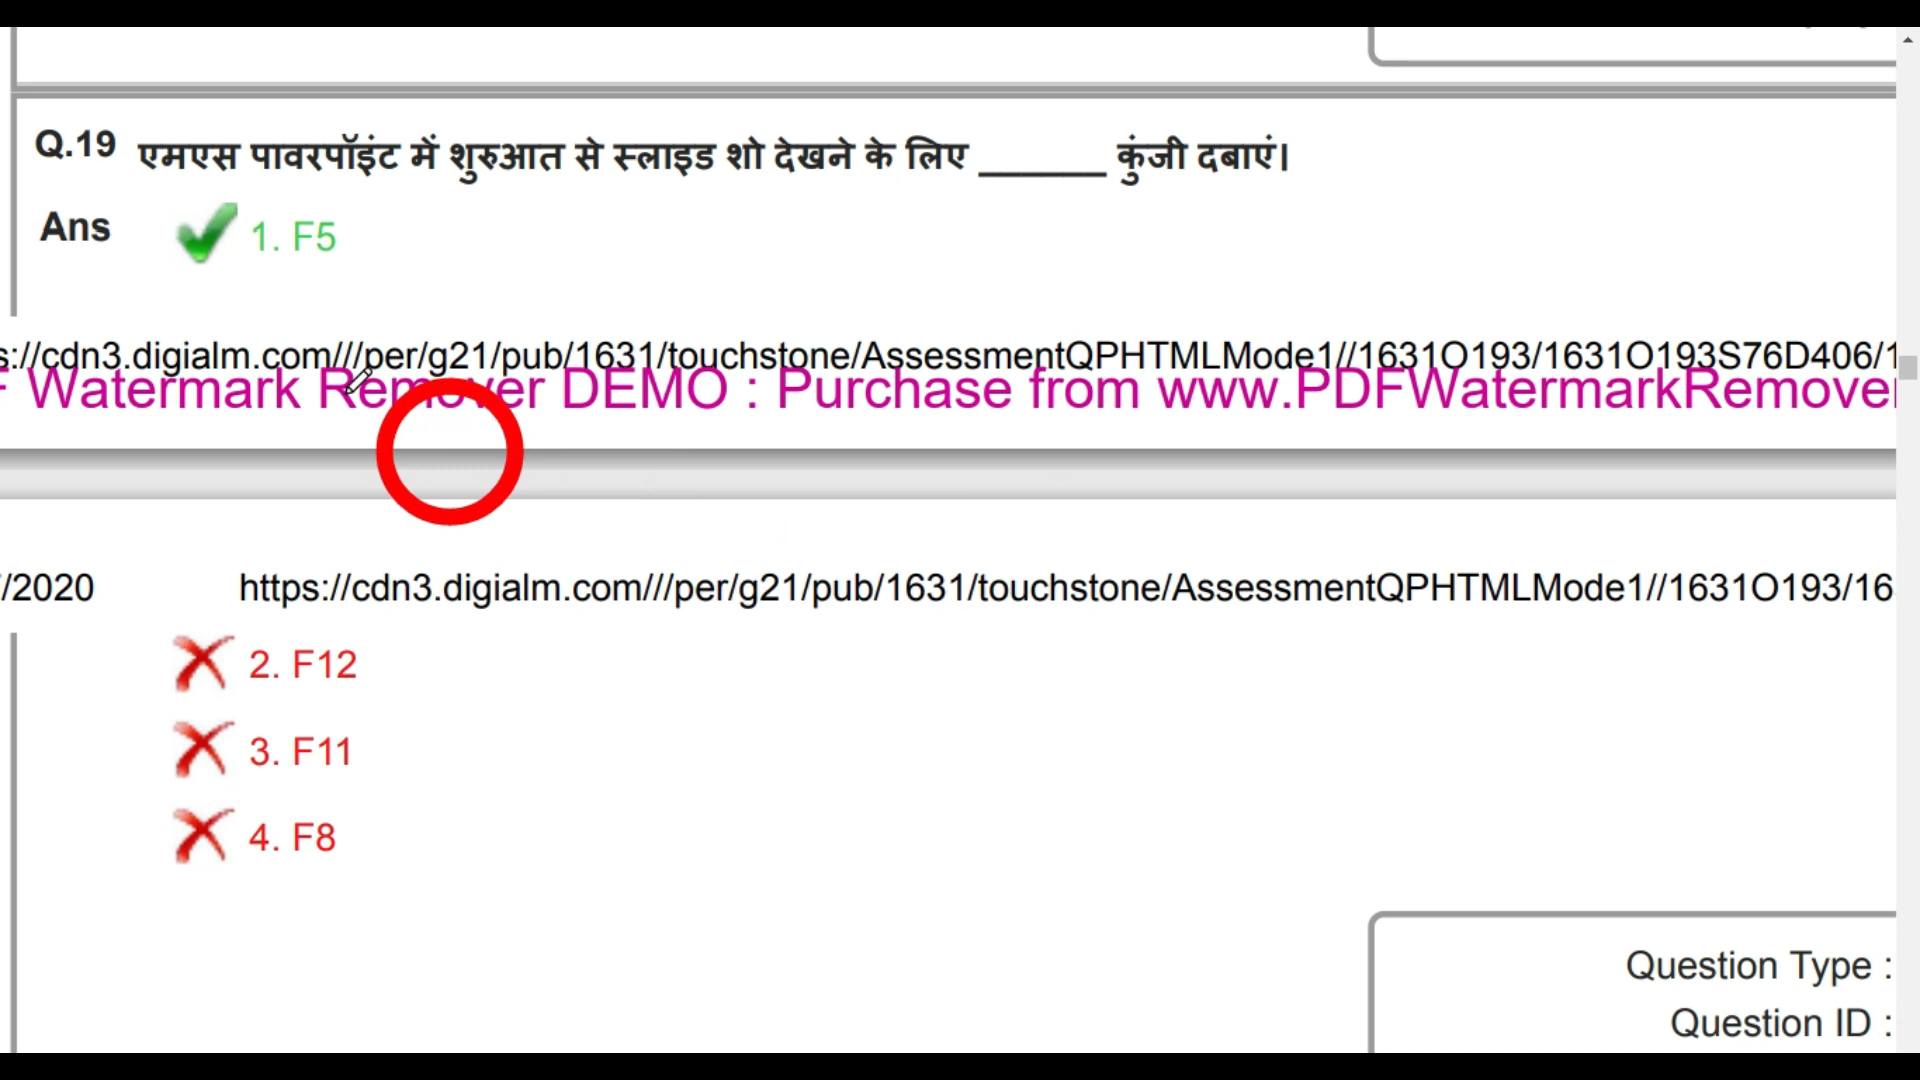 Q.19 एमएस पावरपॉइंट में शुरुआत से स्लाइड शो देखने के लिए ______ कुंजी दबाएं।
Ans 1. F5
s://cdn3.digialm.com///per/g21/pub/1631/touchstone/AssessmentQPHTMLMode1//1631O193/1631O193S76D406/1
F Watermark Remover DEMO : Purchase from www.PDFWatermarkRemover
/2020 https://cdn3.digialm.com///per/g21/pub/1631/touchstone/AssessmentQPHTMLMode1//1631O193/16
2. F12
3. F11
4. F8
Question Type :
Question ID :